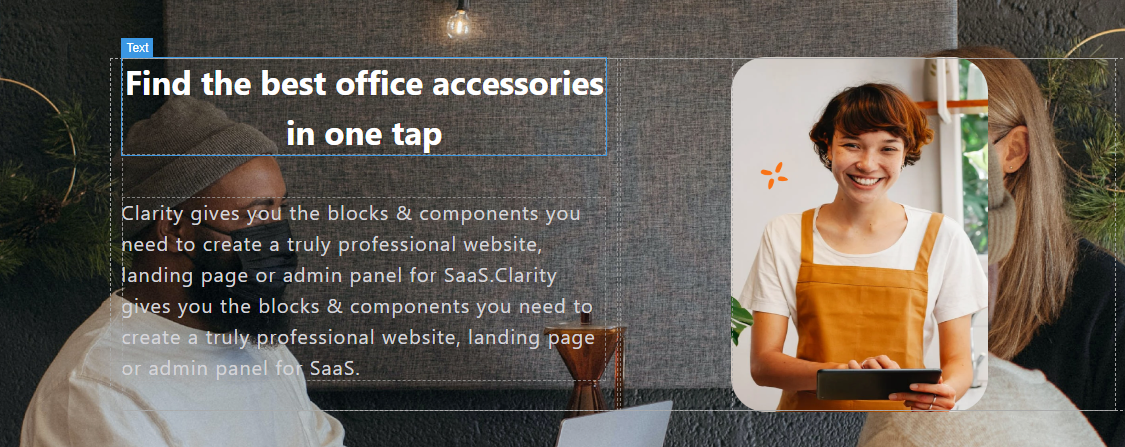 Text
Find the best office accessories
in one tap
Clarity gives you the blocks & components you
need to create a truly professional website,
landing page or admin panel for SaaS.Clarity
gives you the blocks & components you need to
create a truly professional website, landing page
or admin panel for SaaS.